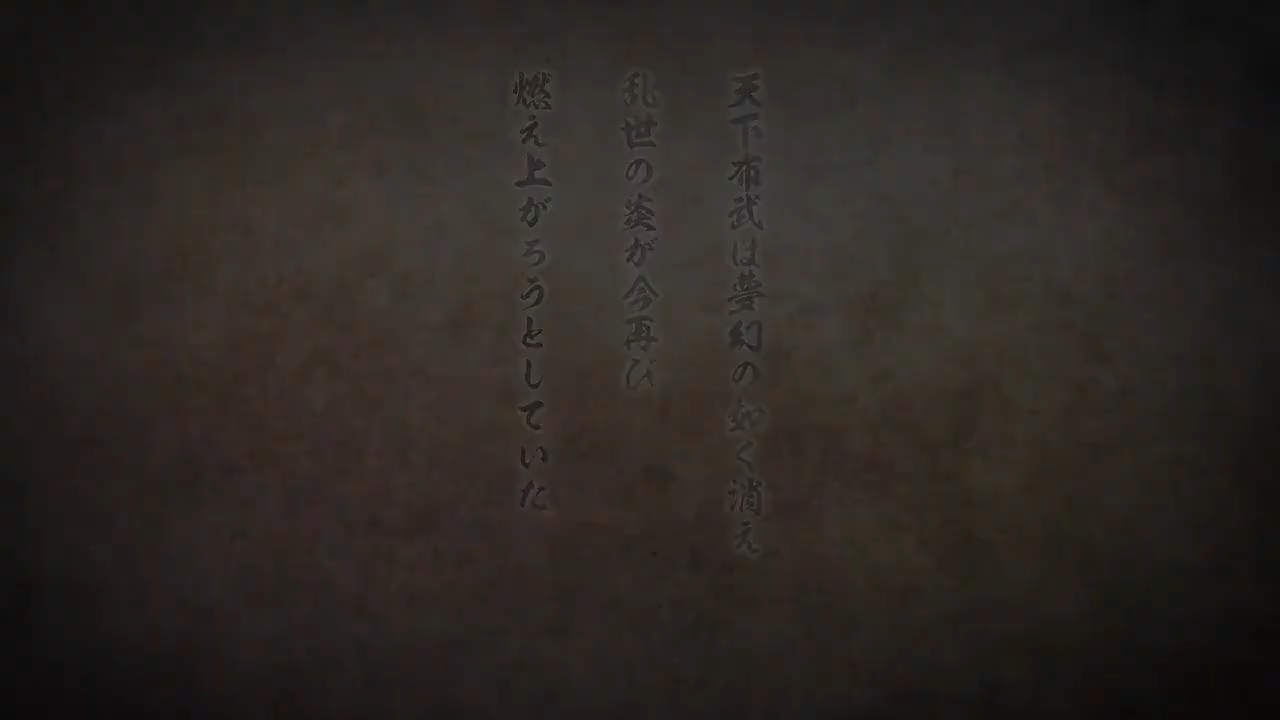 天下布武は夢幻の如く消え
乱世の炎が今再び
燃え上がろうとしていた